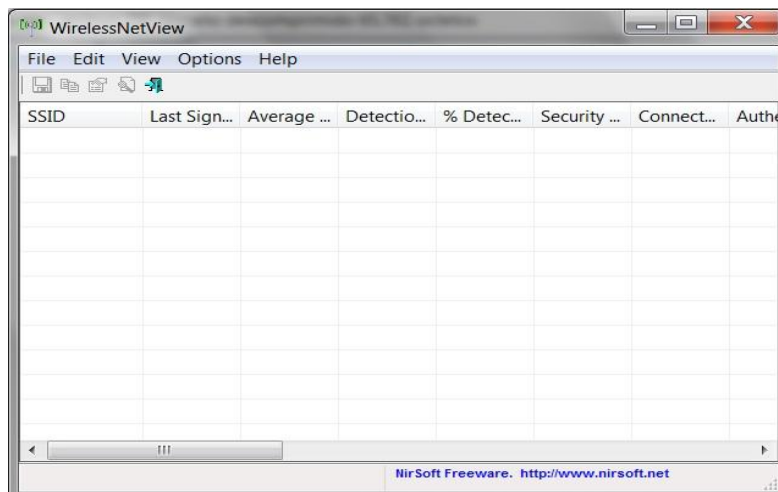 WirelessNetView
File Edit View Options Help
SSID Last Sign... Average ... Detectio... % Detec... Security ... Connect... Authe
NirSoft Freeware. http://www.nirsoft.net